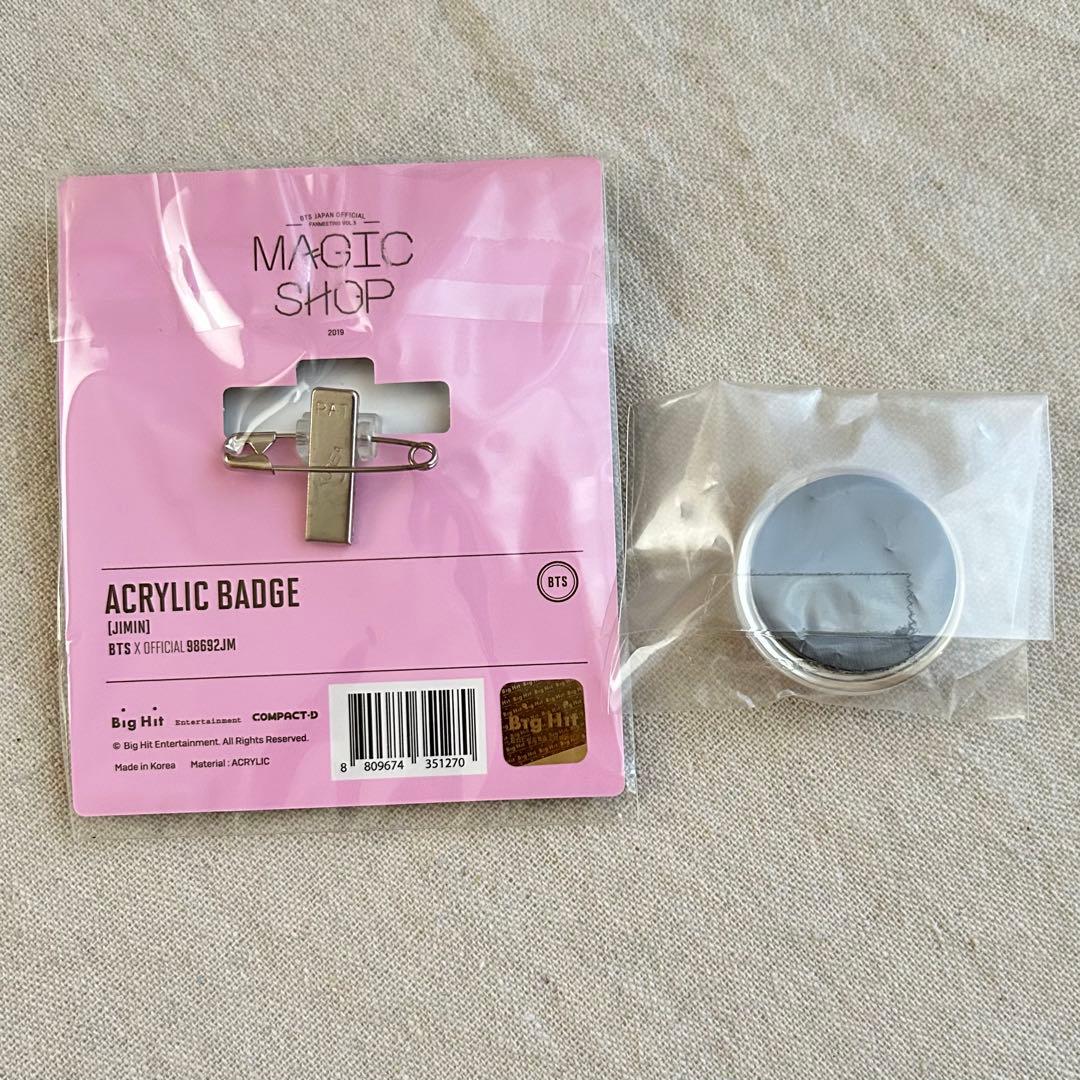 BTS JAPAN OFFICIAL
FANMEETING VOL.5
MAGIC
SHOP
2019
PAT
ACRYLIC BADGE
[JIMIN]
BTS X OFFICIAL 98692JM
BTS
Big Hit Entertainment COMPACT-D
© Big Hit Entertainment. All Rights Reserved.
Made in Korea Material : ACRYLIC
8 809674 351270
Big Hit